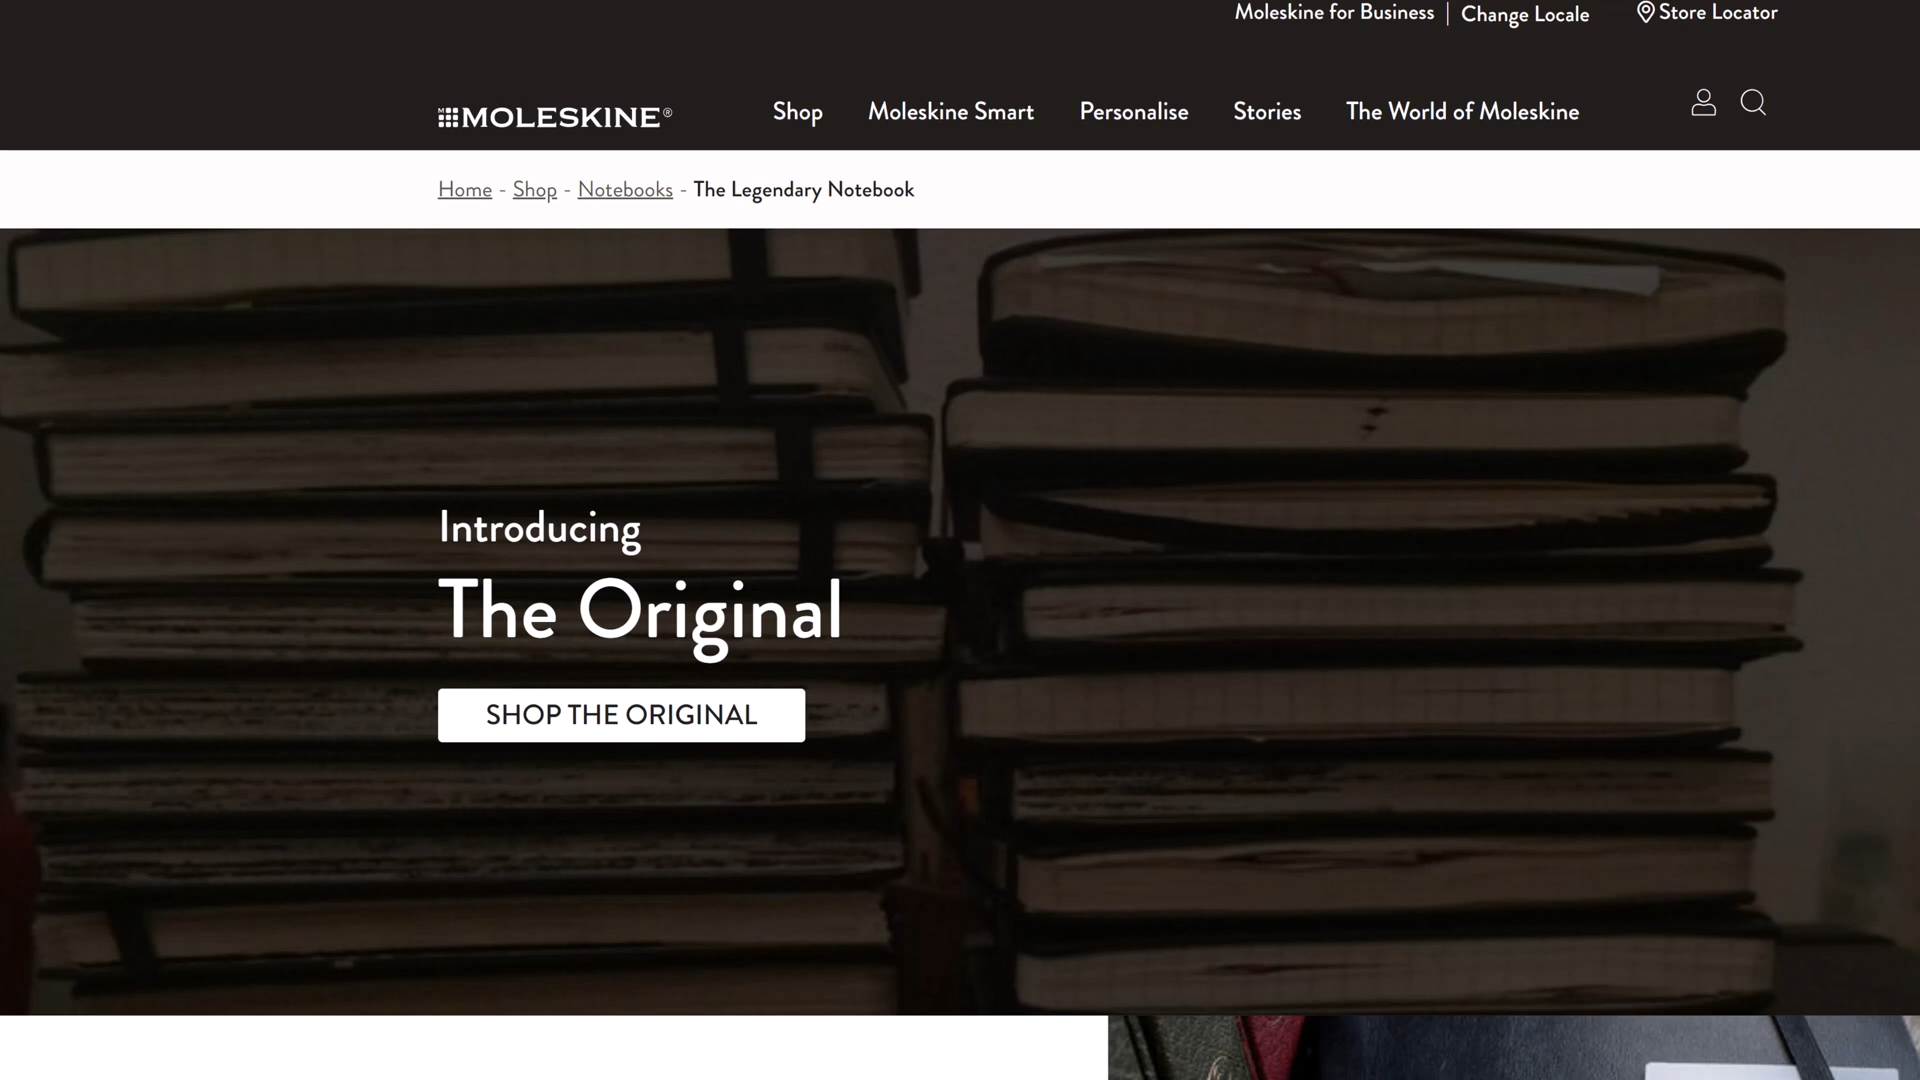 Moleskine for Business | Change Locale Store Locator
MOLESKINE®
Shop Moleskine Smart Personalise Stories The World of Moleskine
Home - Shop - Notebooks - The Legendary Notebook
Introducing
The Original
SHOP THE ORIGINAL